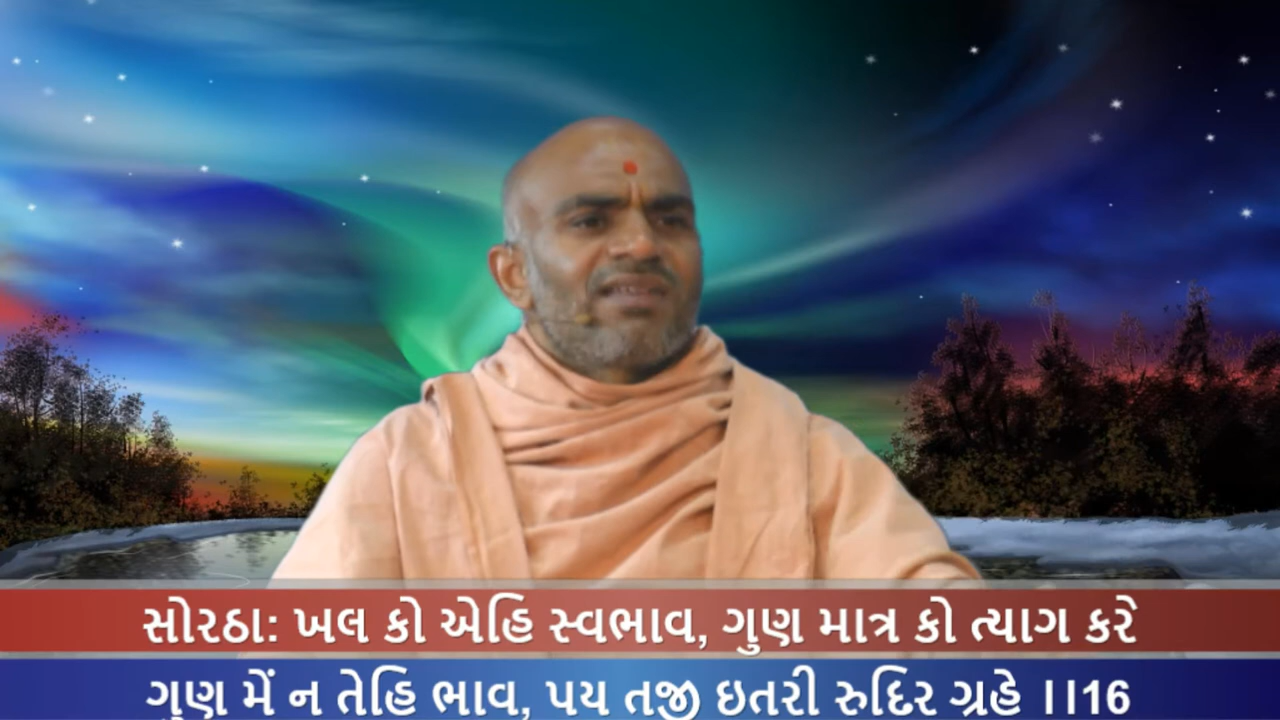 સોરઠા: ખલ કો એહિ સ્વભાવ, ગુણ માત્ર કો ત્યાગ કરે
ગુણ મેં ન તેહિ ભાવ, પય તજી ઇતરી રુદિર ગ્રહે ।।16